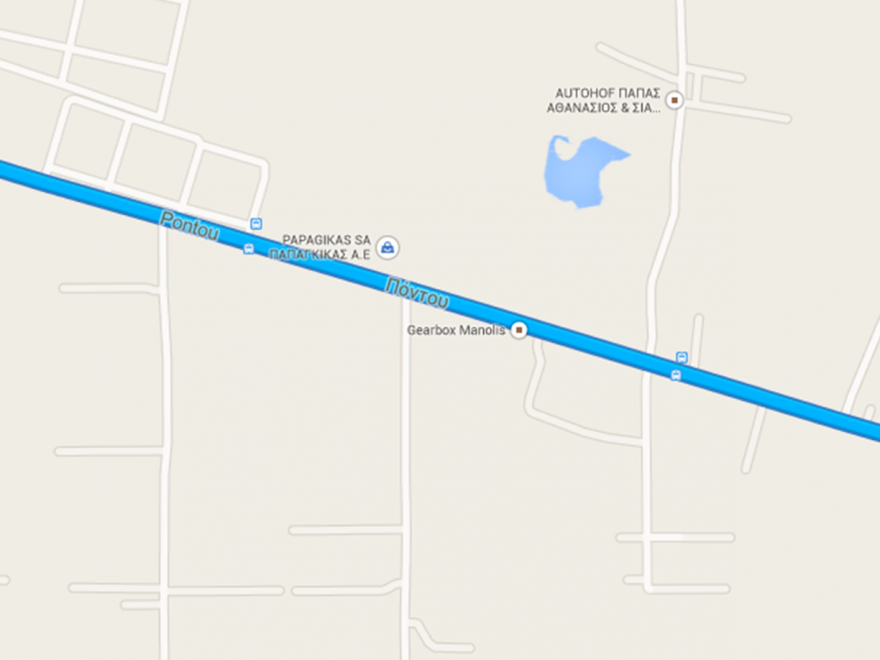 AUTOHOF ΠΑΠΑΣ
ΑΘΑΝΑΣΙΟΣ & ΣΙΑ...
Pontou
PAPAGIKAS SA
ΠΑΠΑΓΚΙΚΑΣ Α.Ε
Πόντου
Gearbox Manolis